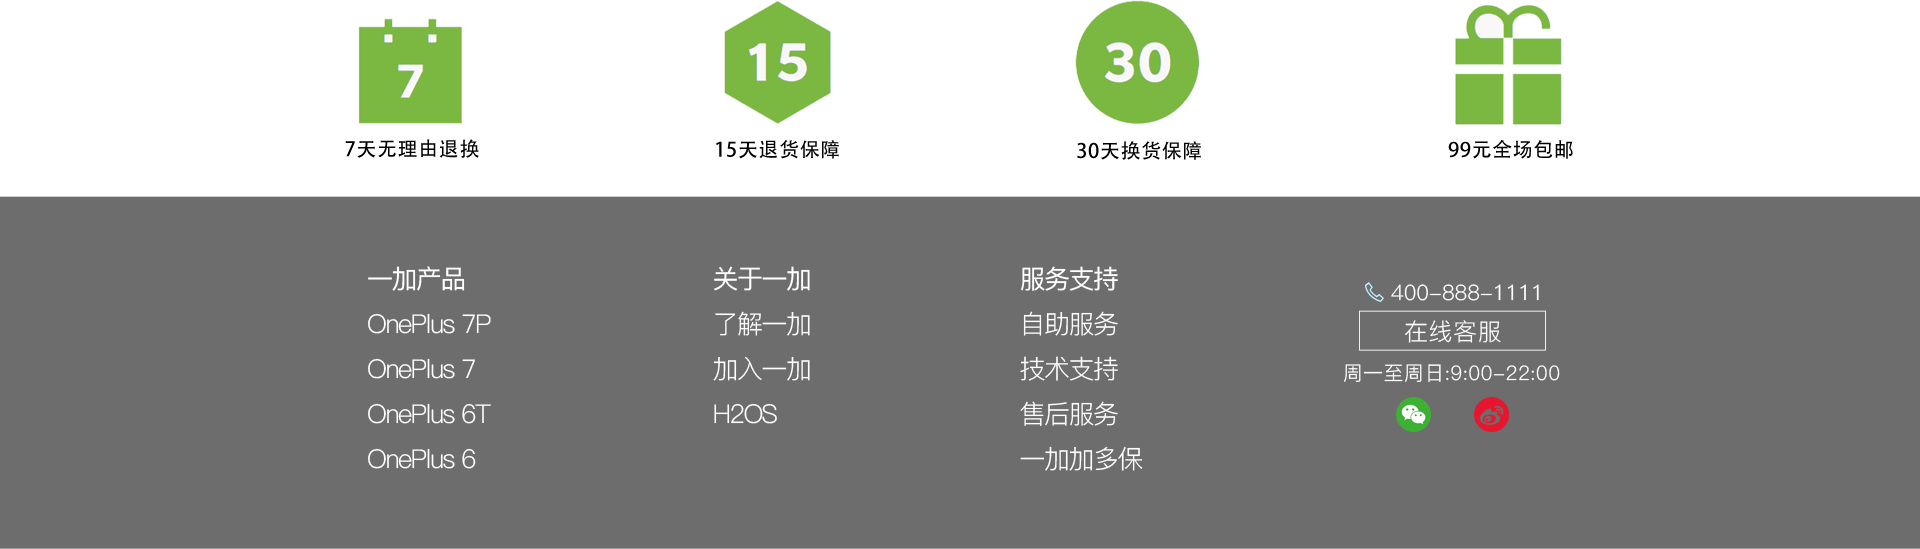 7
15
30
7天无理由退换
15天退货保障
30天换货保障
99元全场包邮
一加产品
OnePlus 7P
OnePlus 7
OnePlus 6T
OnePlus 6
关于一加
了解一加
加入一加
H2OS
服务支持
自助服务
技术支持
售后服务
一加加多保
400-888-1111
在线客服
周一至周日:9:00-22:00